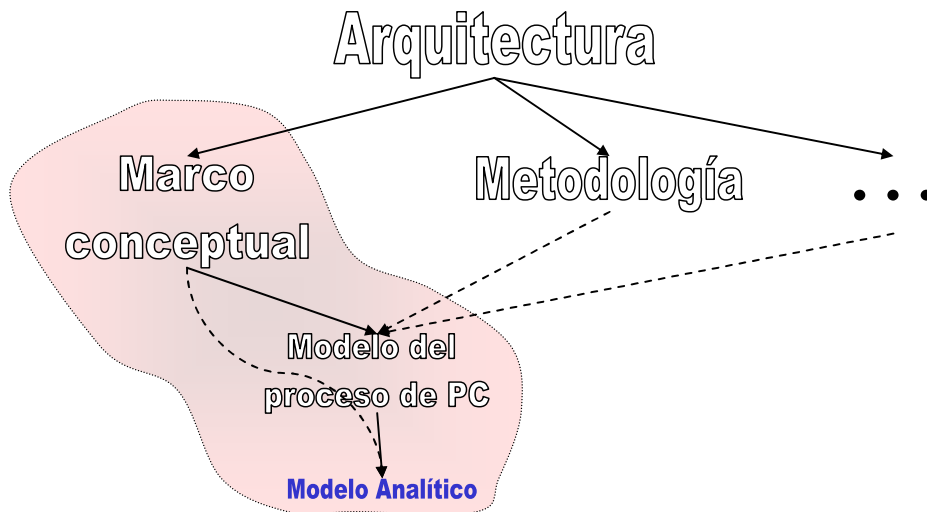 Arquitectura
Marco
conceptual
Metodología
...
Modelo del
proceso de PC
Modelo Analítico